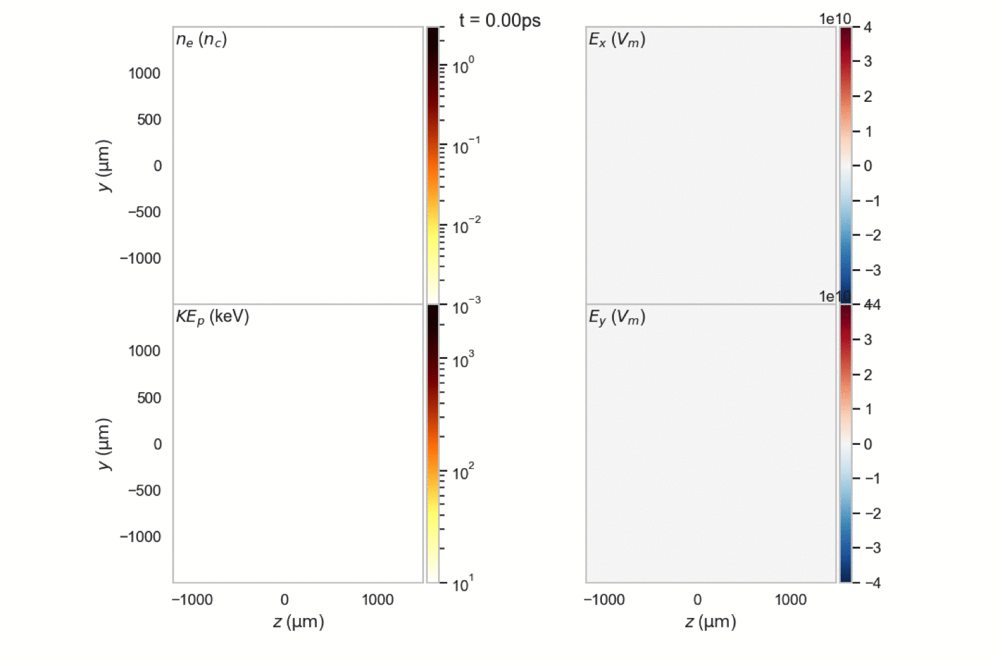 t = 0.00ps
1e10
n_e (n_c)
E_x (V_m)
10^0
10^−1
10^−2
10^−3
1000
500
0
−500
−1000
y (μm)
4
3
2
1
0
−1
−2
−3
−4
1e10
KE_p (keV)
E_y (V_m)
10^3
10^2
10^1
1000
500
0
−500
−1000
y (μm)
4
3
2
1
0
−1
−2
−3
−4
−1000 0 1000
z (μm)
−1000 0 1000
z (μm)